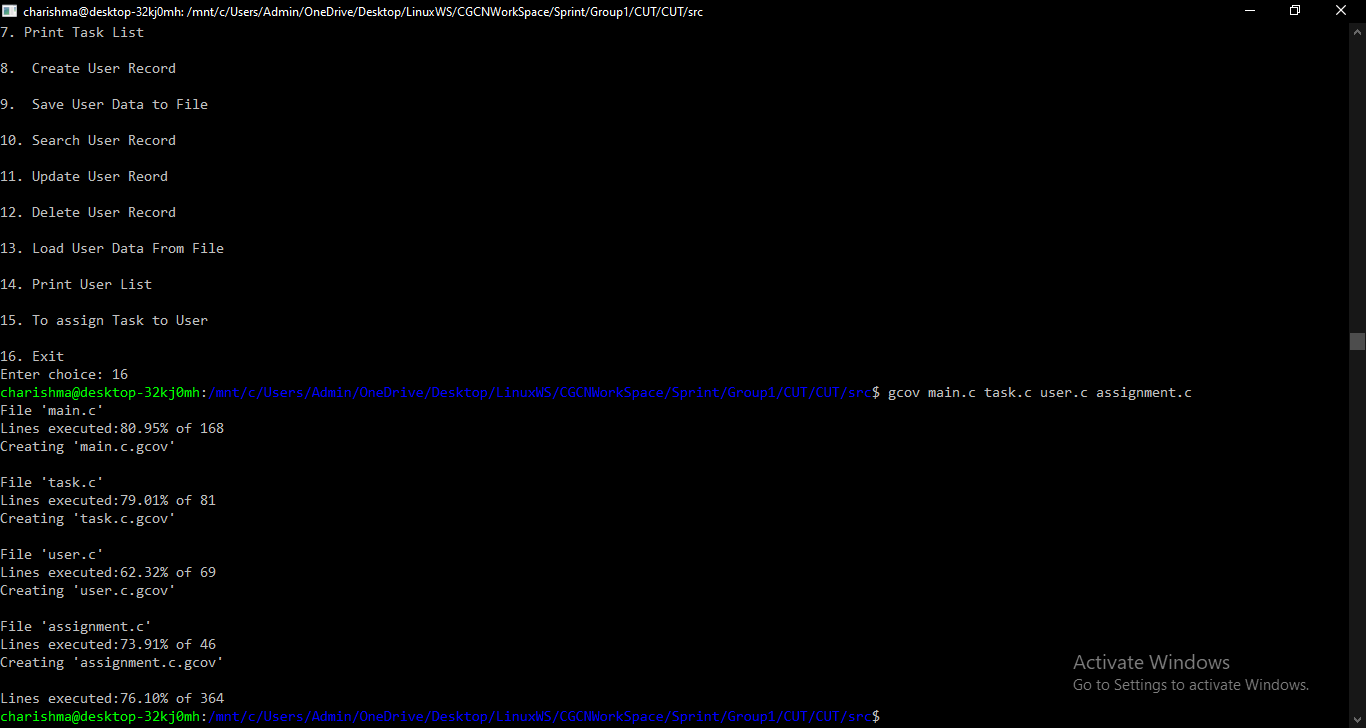 charishma@desktop-32kj0mh: /mnt/c/Users/Admin/OneDrive/Desktop/LinuxWS/CGCNWorkSpace/Sprint/Group1/CUT/CUT/src
7. Print Task List
8.  Create User Record
9.  Save User Data to File
10. Search User Record
11. Update User Reord
12. Delete User Record
13. Load User Data From File
14. Print User List
15. To assign Task to User
16. Exit
Enter choice: 16
charishma@desktop-32kj0mh:/mnt/c/Users/Admin/OneDrive/Desktop/LinuxWS/CGCNWorkSpace/Sprint/Group1/CUT/CUT/src$ gcov main.c task.c user.c assignment.c
File 'main.c'
Lines executed:80.95% of 168
Creating 'main.c.gcov'
File 'task.c'
Lines executed:79.01% of 81
Creating 'task.c.gcov'
File 'user.c'
Lines executed:62.32% of 69
Creating 'user.c.gcov'
File 'assignment.c'
Lines executed:73.91% of 46
Creating 'assignment.c.gcov'
Lines executed:76.10% of 364
charishma@desktop-32kj0mh:/mnt/c/Users/Admin/OneDrive/Desktop/LinuxWS/CGCNWorkSpace/Sprint/Group1/CUT/CUT/src$
Activate Windows
Go to Settings to activate Windows.